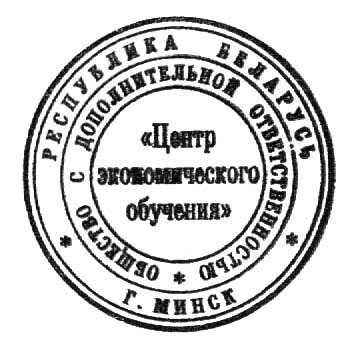 РЕСПУБЛИКА БЕЛАРУСЬ
* Г. МИНСК *
ОБЩЕСТВО С ДОПОЛНИТЕЛЬНОЙ ОТВЕТСТВЕННОСТЬЮ *
«Центр
экономического
обучения»